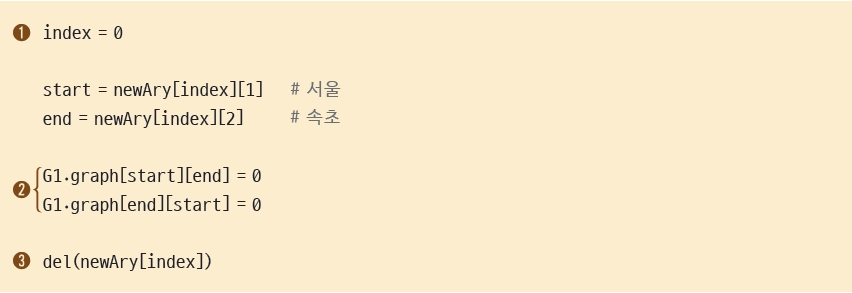 ❶ index = 0
start = newAry[index][1] # 서울
end = newAry[index][2] # 속초
❷ G1.graph[start][end] = 0
G1.graph[end][start] = 0
❸ del(newAry[index])